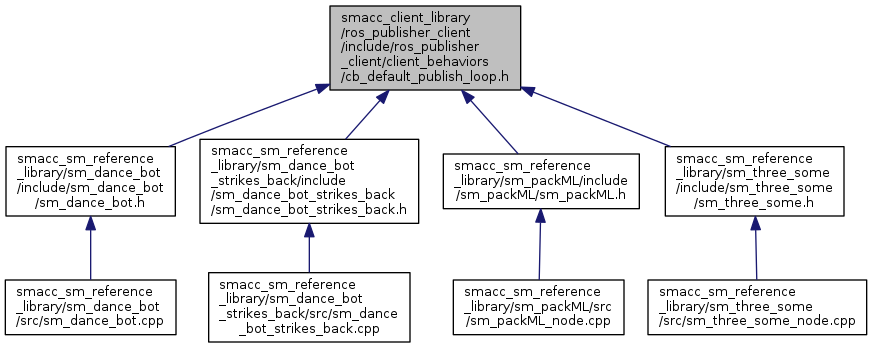 smacc_client_library
/ros_publisher_client
/include/ros_publisher
_client/client_behaviors
/cb_default_publish_loop.h
smacc_sm_reference
_library/sm_dance_bot
/include/sm_dance_bot
/sm_dance_bot.h
smacc_sm_reference
_library/sm_dance_bot
_strikes_back/include
/sm_dance_bot_strikes_back
/sm_dance_bot_strikes_back.h
smacc_sm_reference
_library/sm_packML/include
/sm_packML/sm_packML.h
smacc_sm_reference
_library/sm_three_some
/include/sm_three_some
/sm_three_some.h
smacc_sm_reference
_library/sm_dance_bot
/src/sm_dance_bot.cpp
smacc_sm_reference
_library/sm_dance_bot
_strikes_back/src/sm_dance
_bot_strikes_back.cpp
smacc_sm_reference
_library/sm_packML/src
/sm_packML_node.cpp
smacc_sm_reference
_library/sm_three_some
/src/sm_three_some_node.cpp